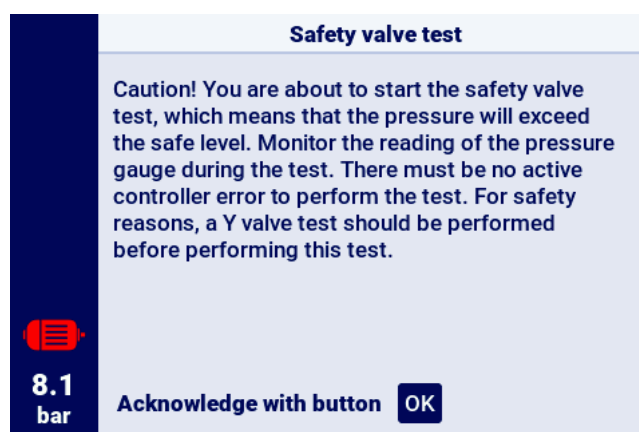 Safety valve test
Caution! You are about to start the safety valve
test, which means that the pressure will exceed
the safe level. Monitor the reading of the pressure
gauge during the test. There must be no active
controller error to perform the test. For safety
reasons, a Y valve test should be performed
before performing this test.
8.1
bar
Acknowledge with button OK